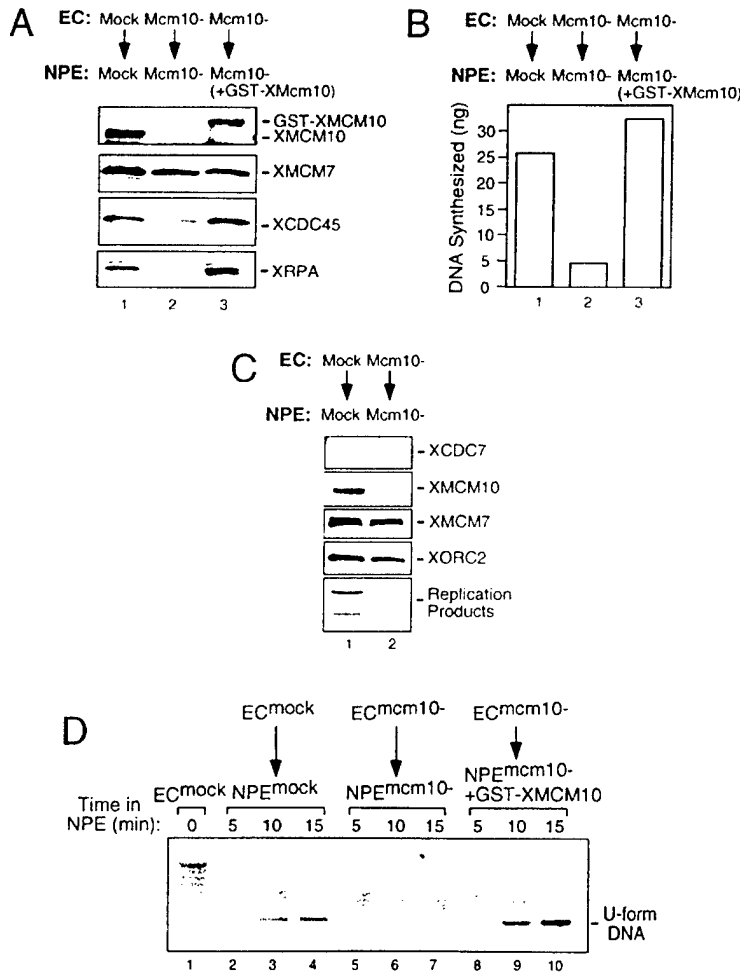 A
EC: Mock Mcm10- Mcm10-
NPE: Mock Mcm10- Mcm10-
(+GST-XMcm10)
GST-XMCM10
XMCM10
XMCM7
XCDC45
XRPA
1 2 3
B
EC: Mock Mcm10- Mcm10-
NPE: Mock Mcm10- Mcm10-
(+GST-XMcm10)
DNA Synthesized (ng)
30
25
20
15
10
5
0
1 2 3
C
EC: Mock Mcm10-
NPE: Mock Mcm10-
XCDC7
XMCM10
XMCM7
XORC2
Replication
Products
1 2
D
ECmock ECmcm10- ECmcm10-
ECmock NPEmock NPEmcm10- NPEmcm10-
+GST-XMCM10
Time in
NPE (min): 0 5 10 15 5 10 15 5 10 15
U-form
DNA
1 2 3 4 5 6 7 8 9 10